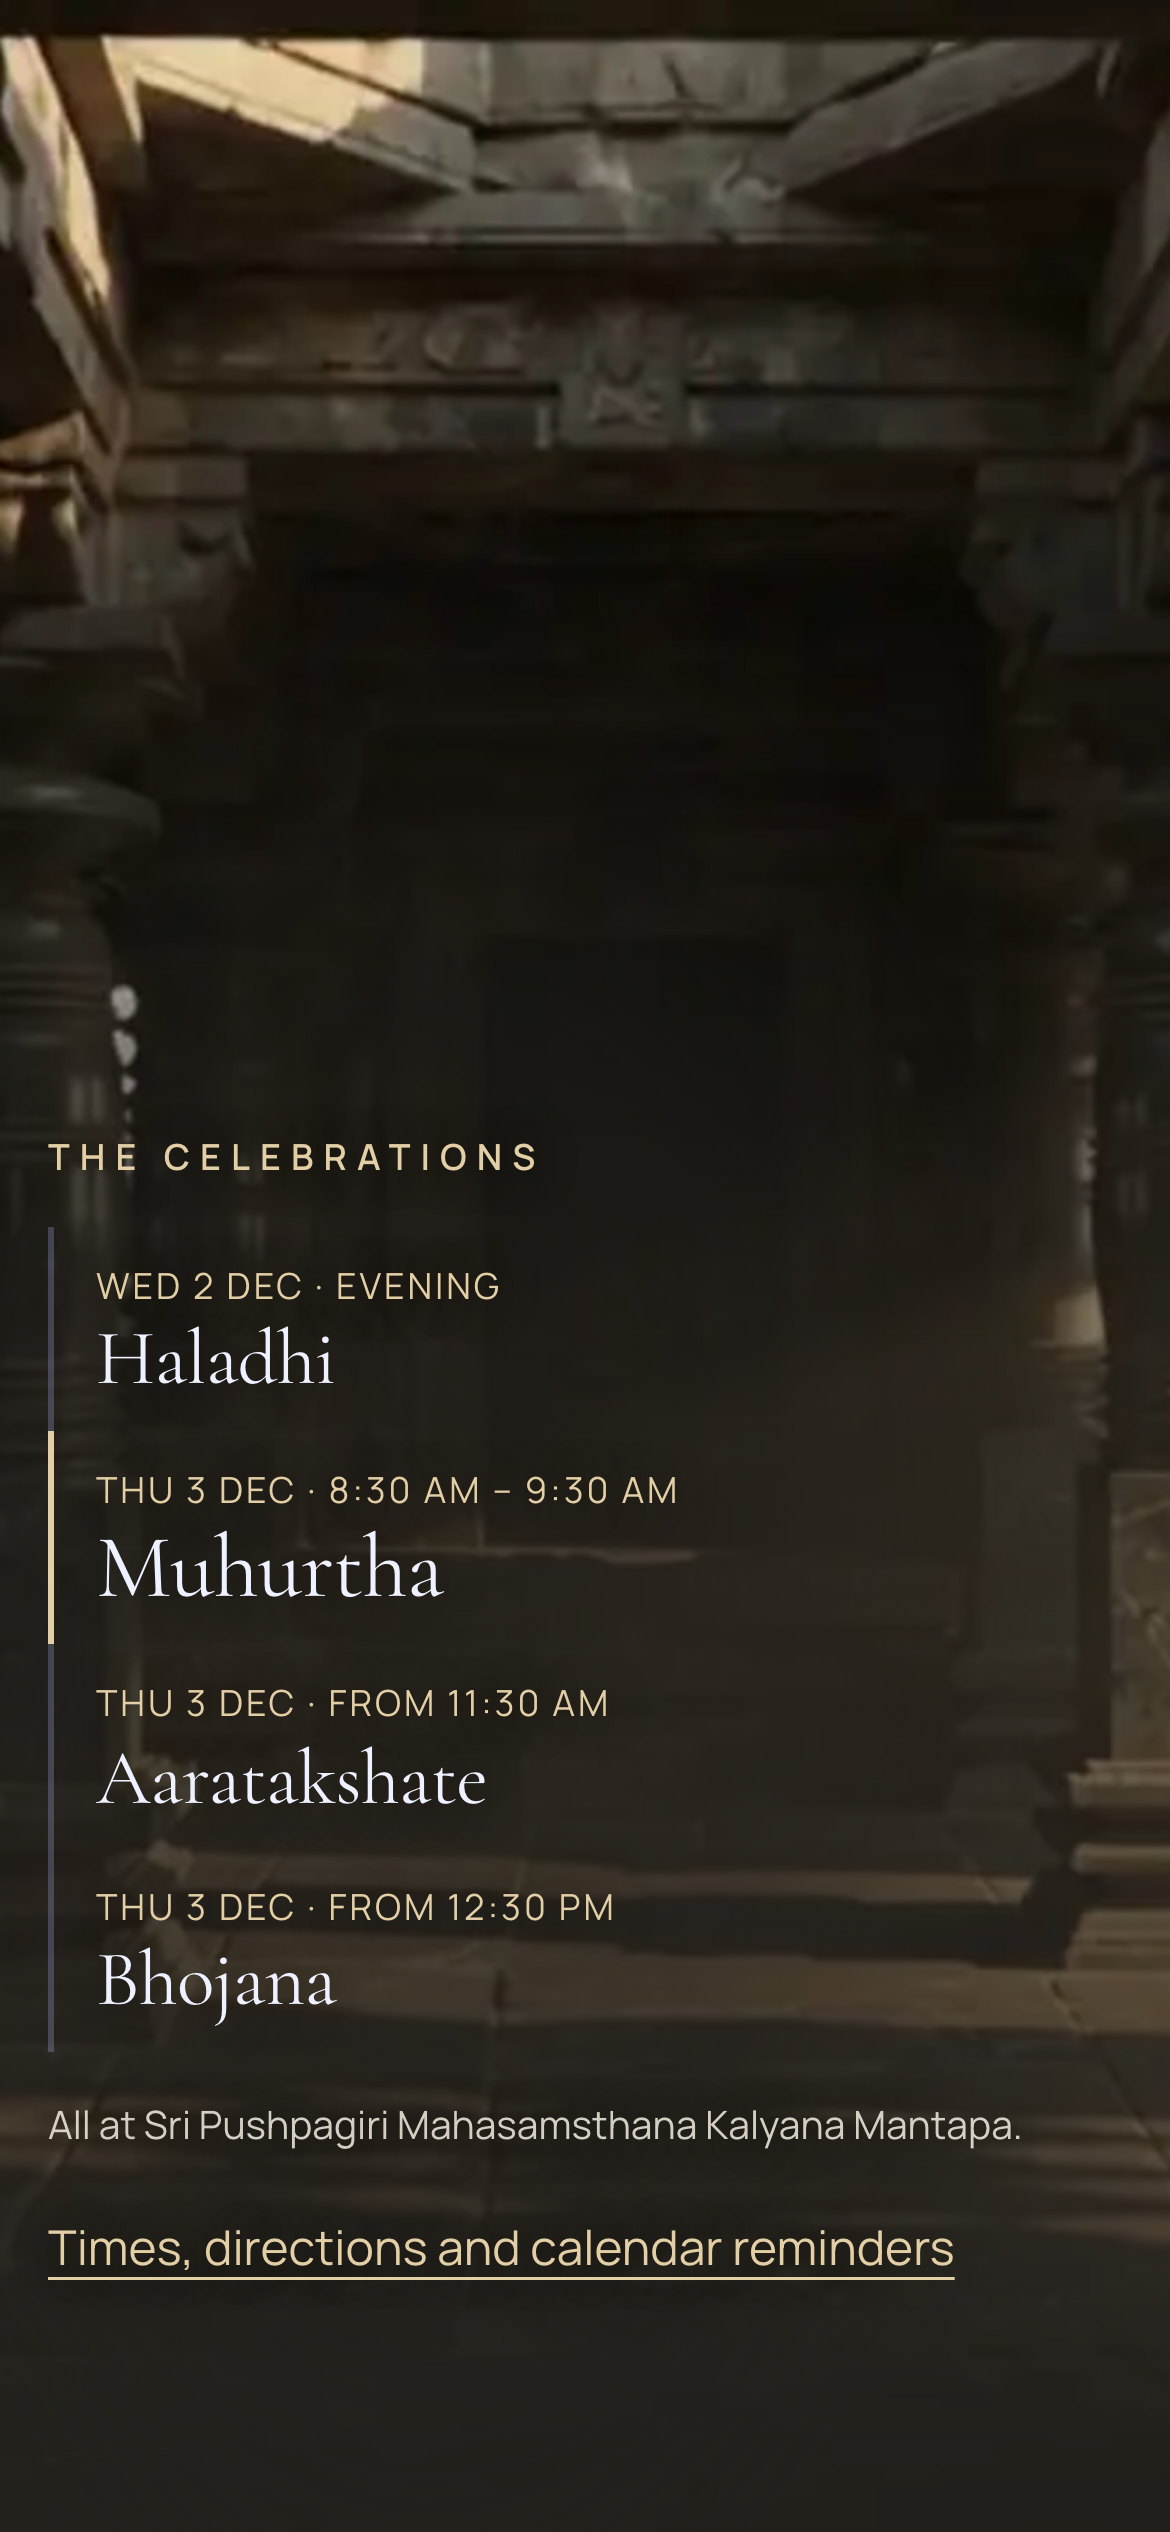 THE CELEBRATIONS
WED 2 DEC · EVENING
Haladhi
THU 3 DEC · 8:30 AM – 9:30 AM
Muhurtha
THU 3 DEC · FROM 11:30 AM
Aaratakshate
THU 3 DEC · FROM 12:30 PM
Bhojana
All at Sri Pushpagiri Mahasamsthana Kalyana Mantapa.
Times, directions and calendar reminders